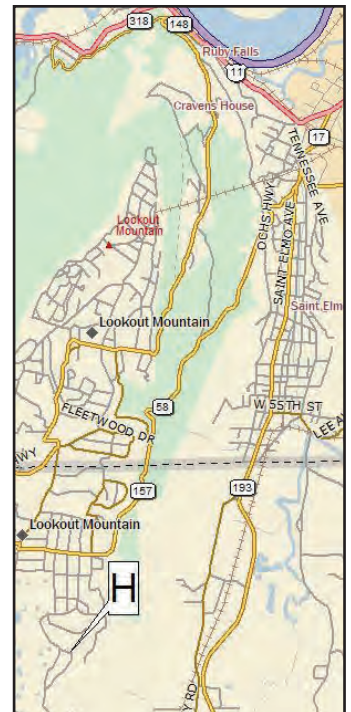 318
148
Ruby Falls
11
Cravens House
17
TENNESSEE AVE
OCHS HWY
SAINT ELMO AVE
Lookout
Mountain
Saint Elm
Lookout Mountain
58
FLEETWOOD DR
W 55TH ST
LEE AV
HWY
157
193
Lookout Mountain
H
Y RD